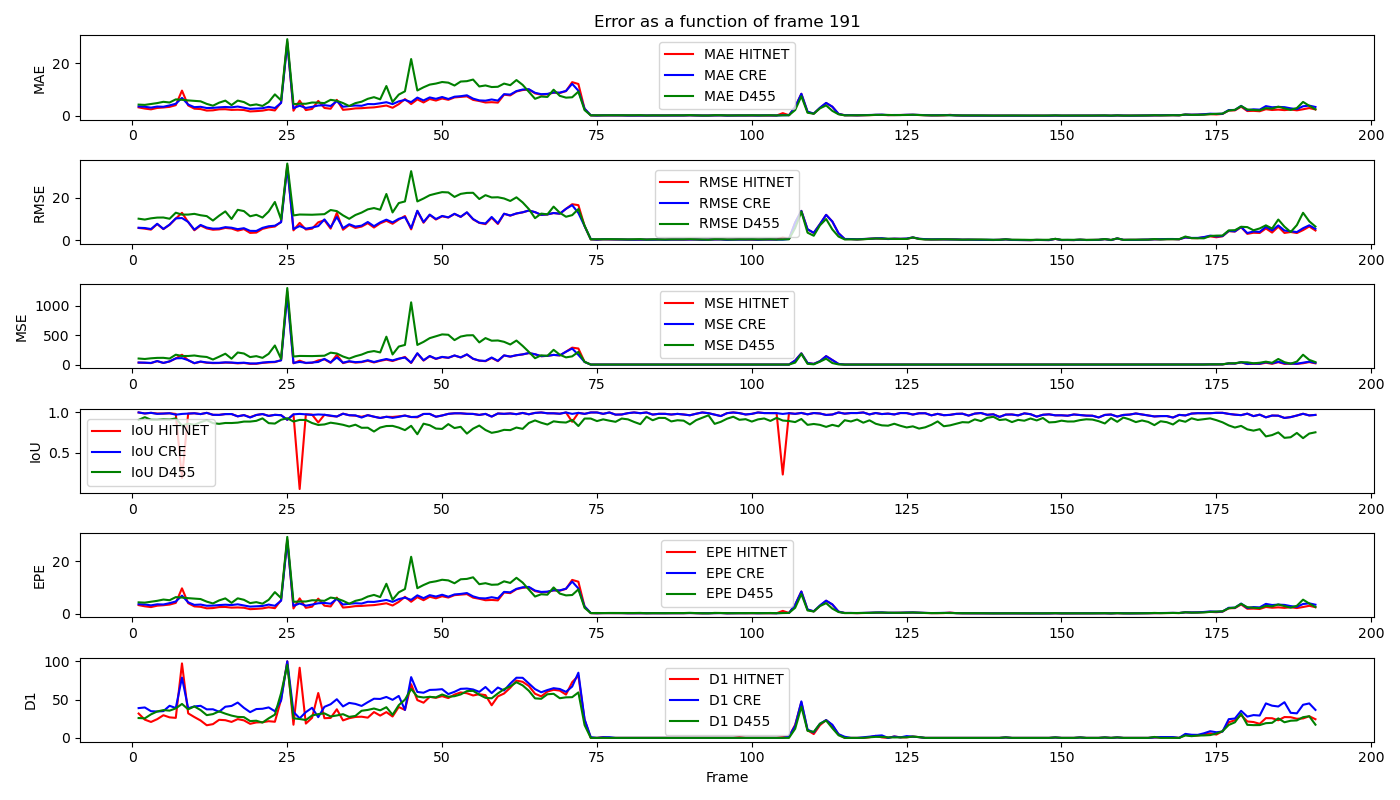 Error as a function of frame 191
MAE
20
0
MAE HITNET
MAE CRE
MAE D455
0 25 50 75 100 125 150 175 200
RMSE
20
0
RMSE HITNET
RMSE CRE
RMSE D455
0 25 50 75 100 125 150 175 200
MSE
1000
500
0
MSE HITNET
MSE CRE
MSE D455
0 25 50 75 100 125 150 175 200
IoU
1.0
0.5
IoU HITNET
IoU CRE
IoU D455
0 25 50 75 100 125 150 175 200
EPE
20
0
EPE HITNET
EPE CRE
EPE D455
0 25 50 75 100 125 150 175 200
D1
100
50
0
D1 HITNET
D1 CRE
D1 D455
0 25 50 75 100 125 150 175 200
Frame